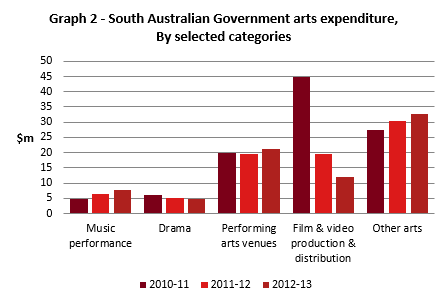 Graph 2 - South Australian Government arts expenditure,
By selected categories
50
45
40
35
30
$m 25
20
15
10
5
0
Music performance
Drama
Performing arts venues
Film & video production & distribution
Other arts
2010-11 2011-12 2012-13